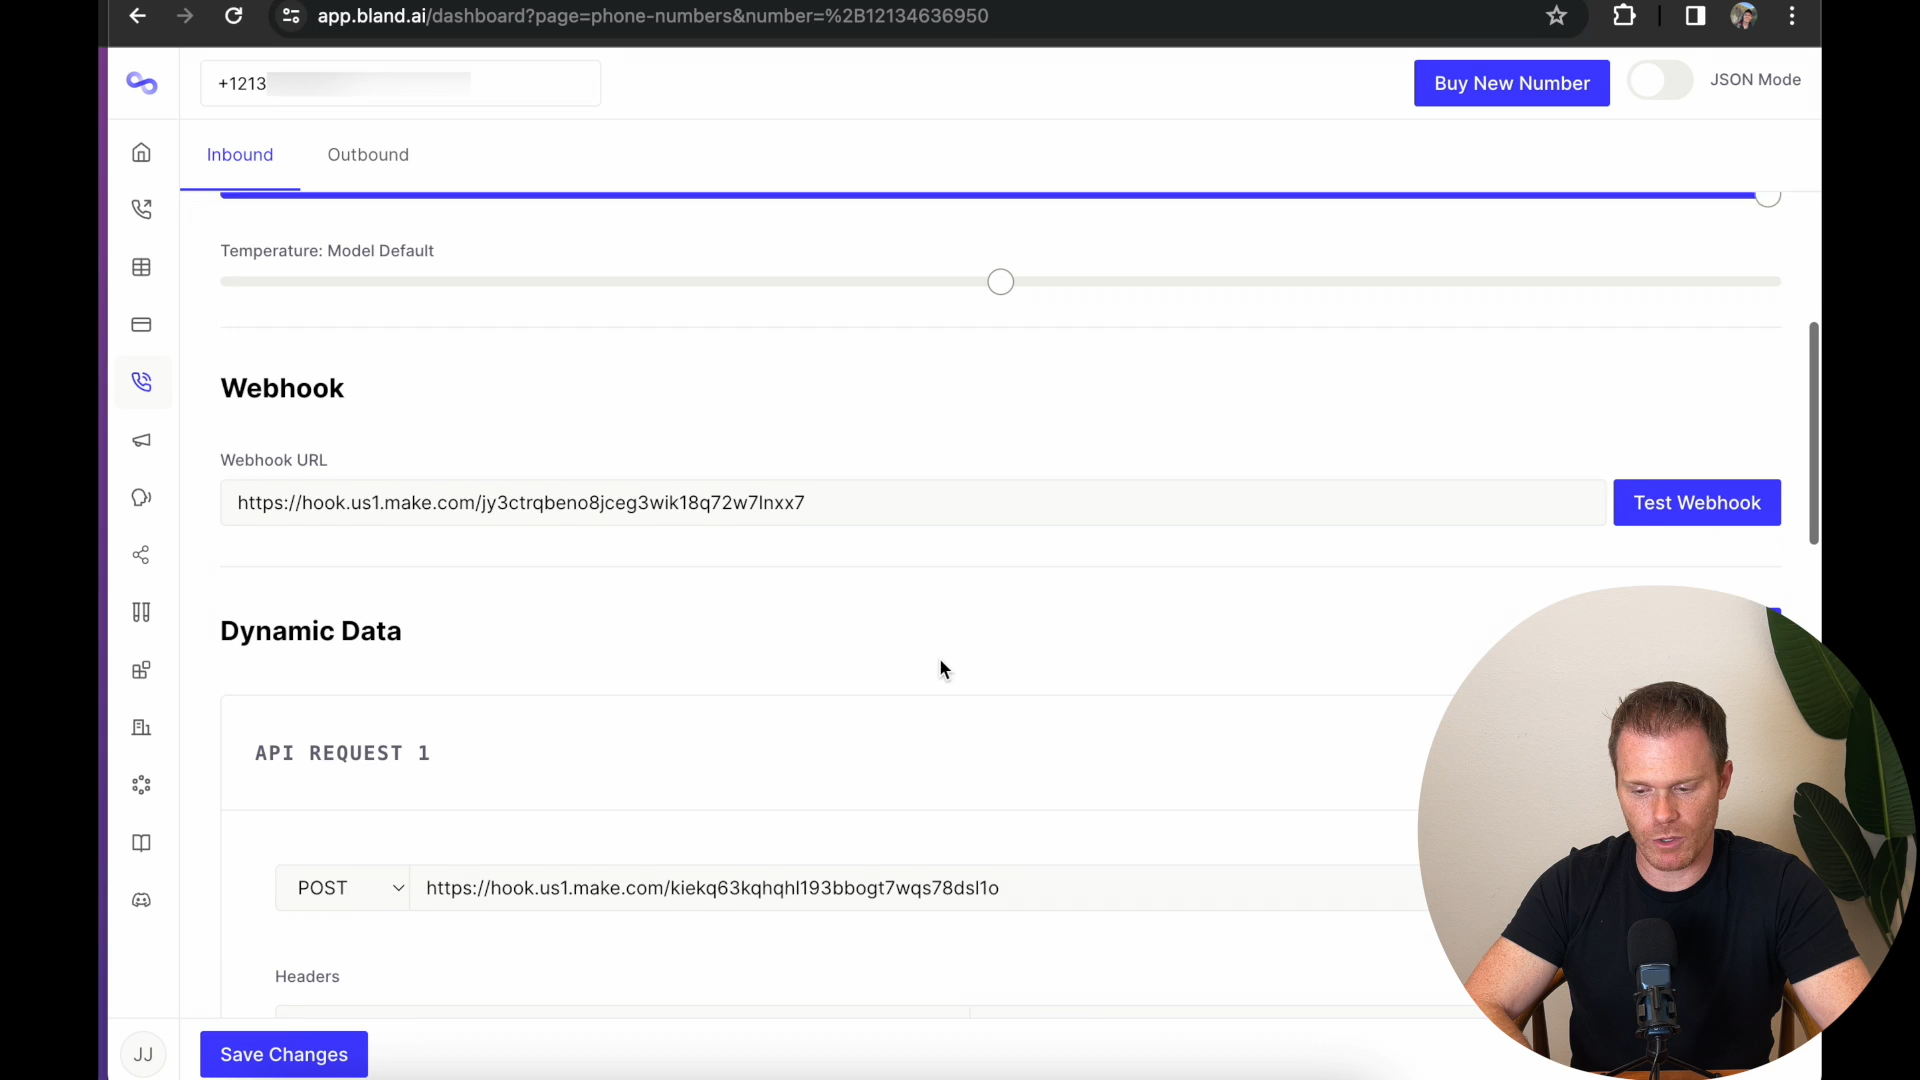 app.bland.ai/dashboard?page=phone-numbers&number=%2B12134636950
+1213
Buy New Number
JSON Mode
Inbound
Outbound
Temperature: Model Default
Webhook
Webhook URL
https://hook.us1.make.com/jy3ctrqbeno8jceg3wik18q72w7lnxx7
Test Webhook
Dynamic Data
API REQUEST 1
POST
https://hook.us1.make.com/kiekq63kqhqhl193bbogt7wqs78dsl1o
Headers
JJ
Save Changes